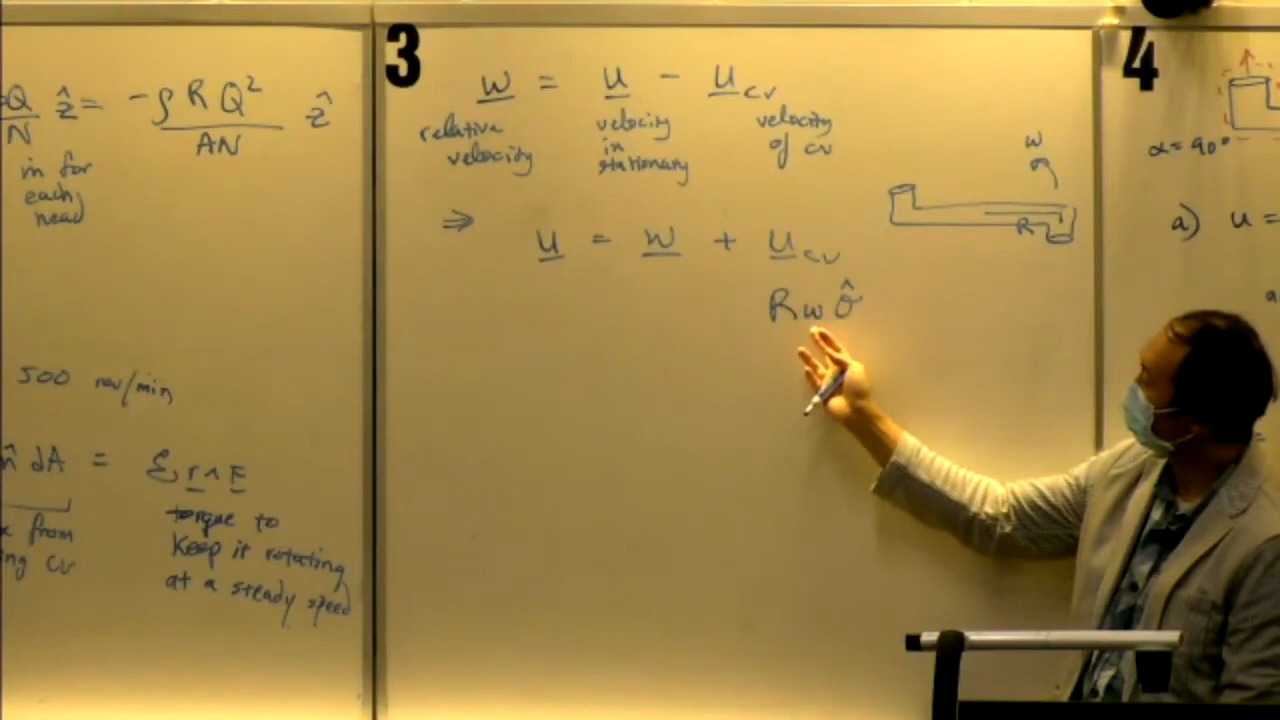 Q/N ẑ = -ρRQ²/AN ẑ
in for
each
head
500 rev/min
n̂ dA = Σ r ∧ F
from
CV
torque to
keep it rotating
at a steady speed
3
w = u - u_cv
relative
velocity
velocity
in
stationary
velocity
of cv
⇒ u = w + u_cv
Rω θ̂
ω
R
4
α = 90°
a) u =